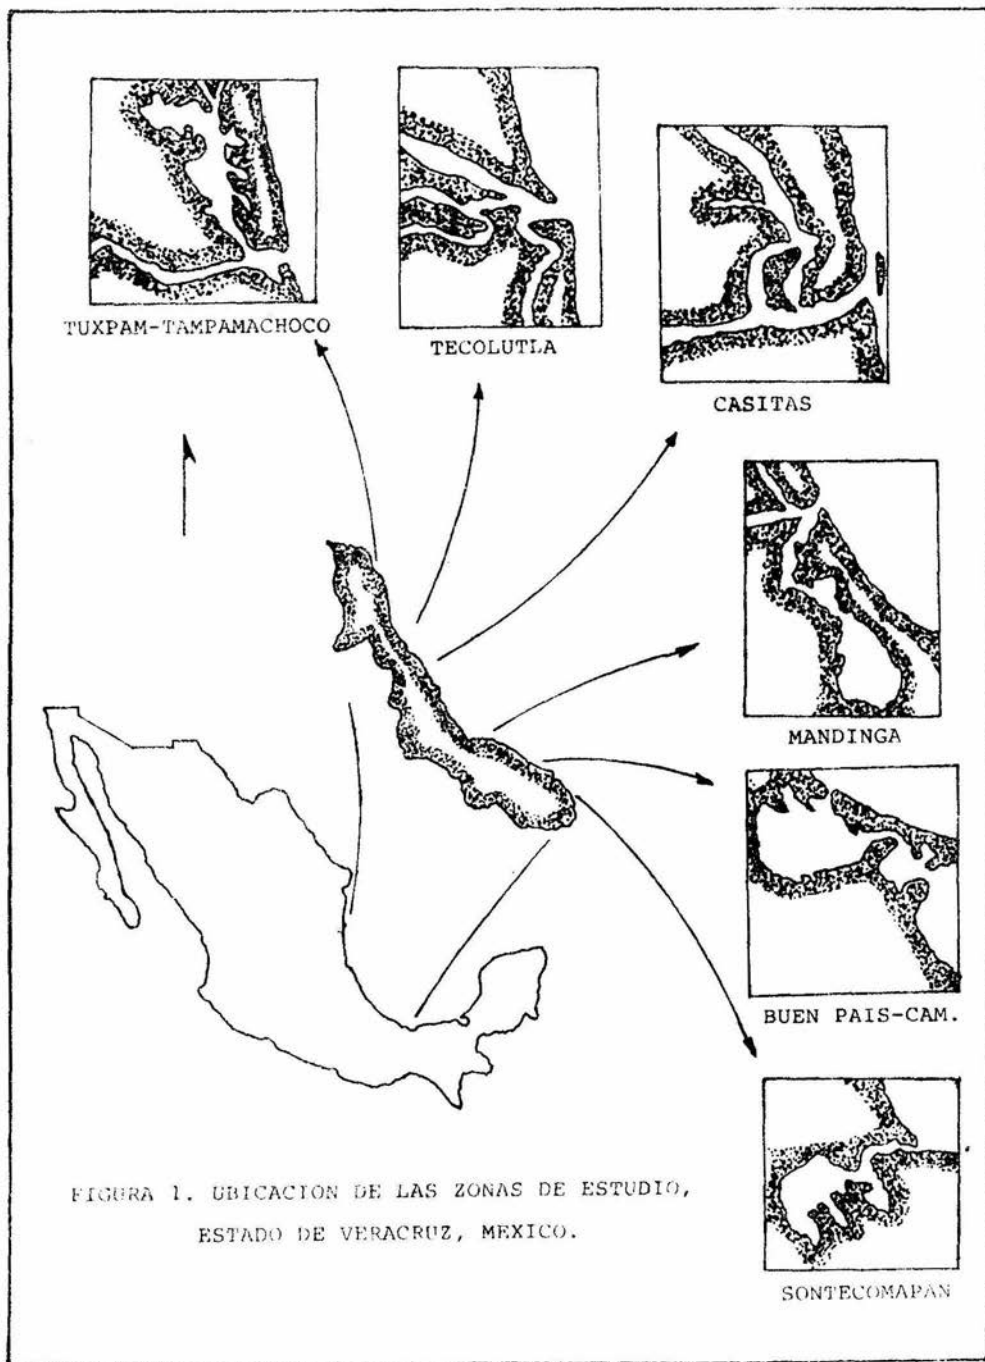 TUXPAM-TAMPAMACHOCO
TECOLUTLA
CASITAS
MANDINGA
BUEN PAIS-CAM.
SONTECOMAPAN
FIGURA 1. UBICACION DE LAS ZONAS DE ESTUDIO,
ESTADO DE VERACRUZ, MEXICO.